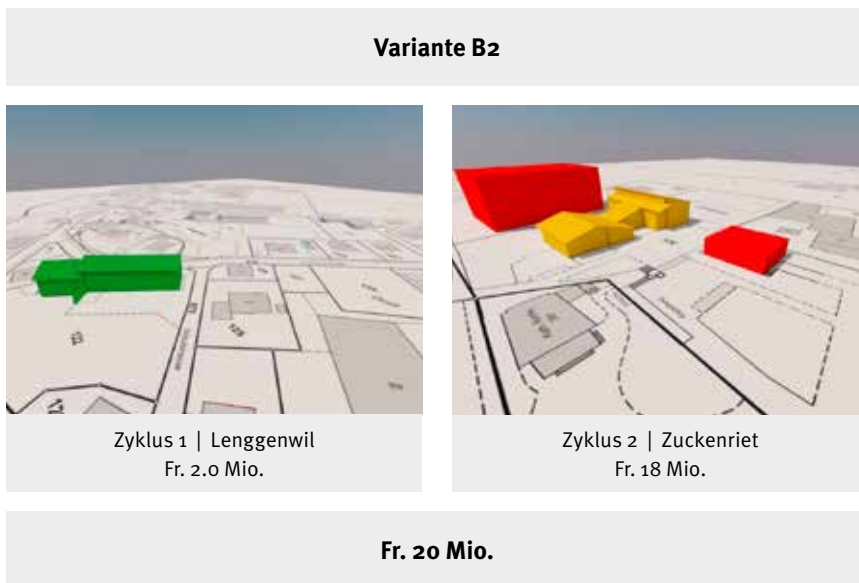 Variante B2
Zyklus 1 | Lenggenwil
Fr. 2.0 Mio.
Zyklus 2 | Zuckenriet
Fr. 18 Mio.
Fr. 20 Mio.